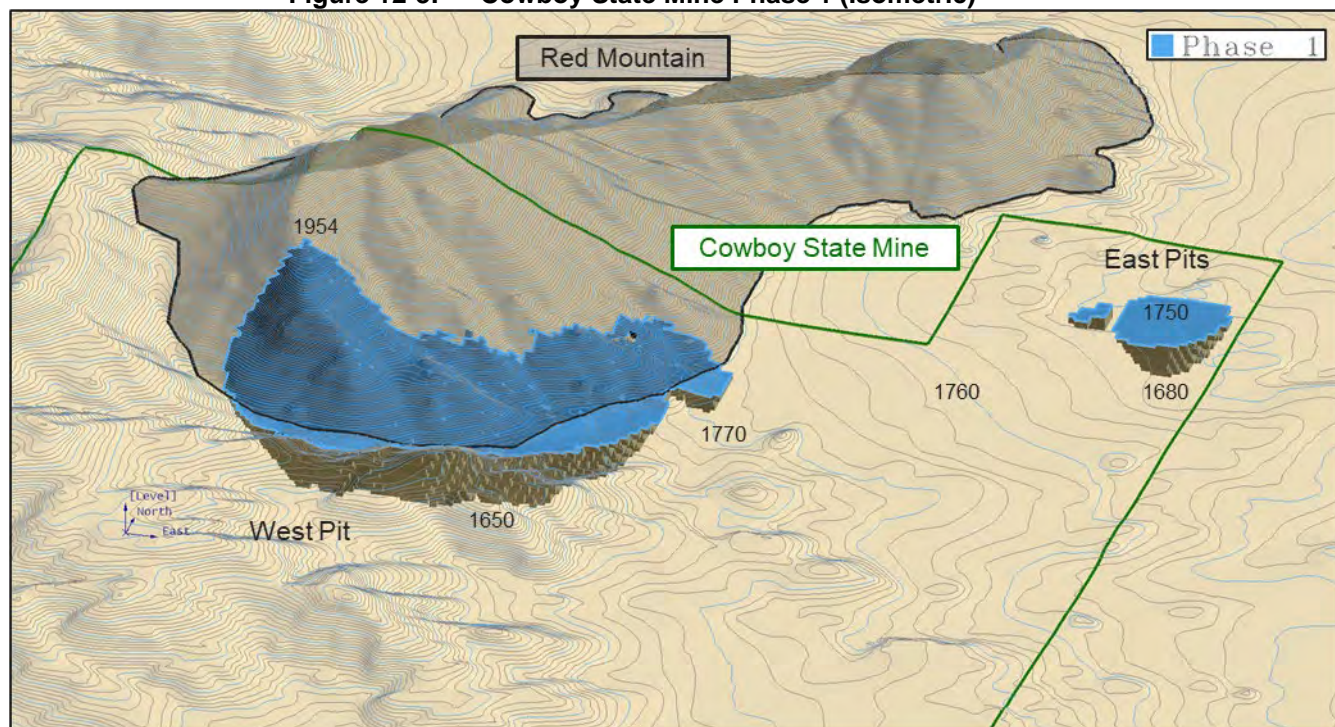 Figure 12-3: Cowboy State Mine Phase 1 (Isometric)
Phase 1
Red Mountain
1954
Cowboy State Mine
East Pits
1750
1760
1680
1770
[Level]
North
East
West Pit
1650